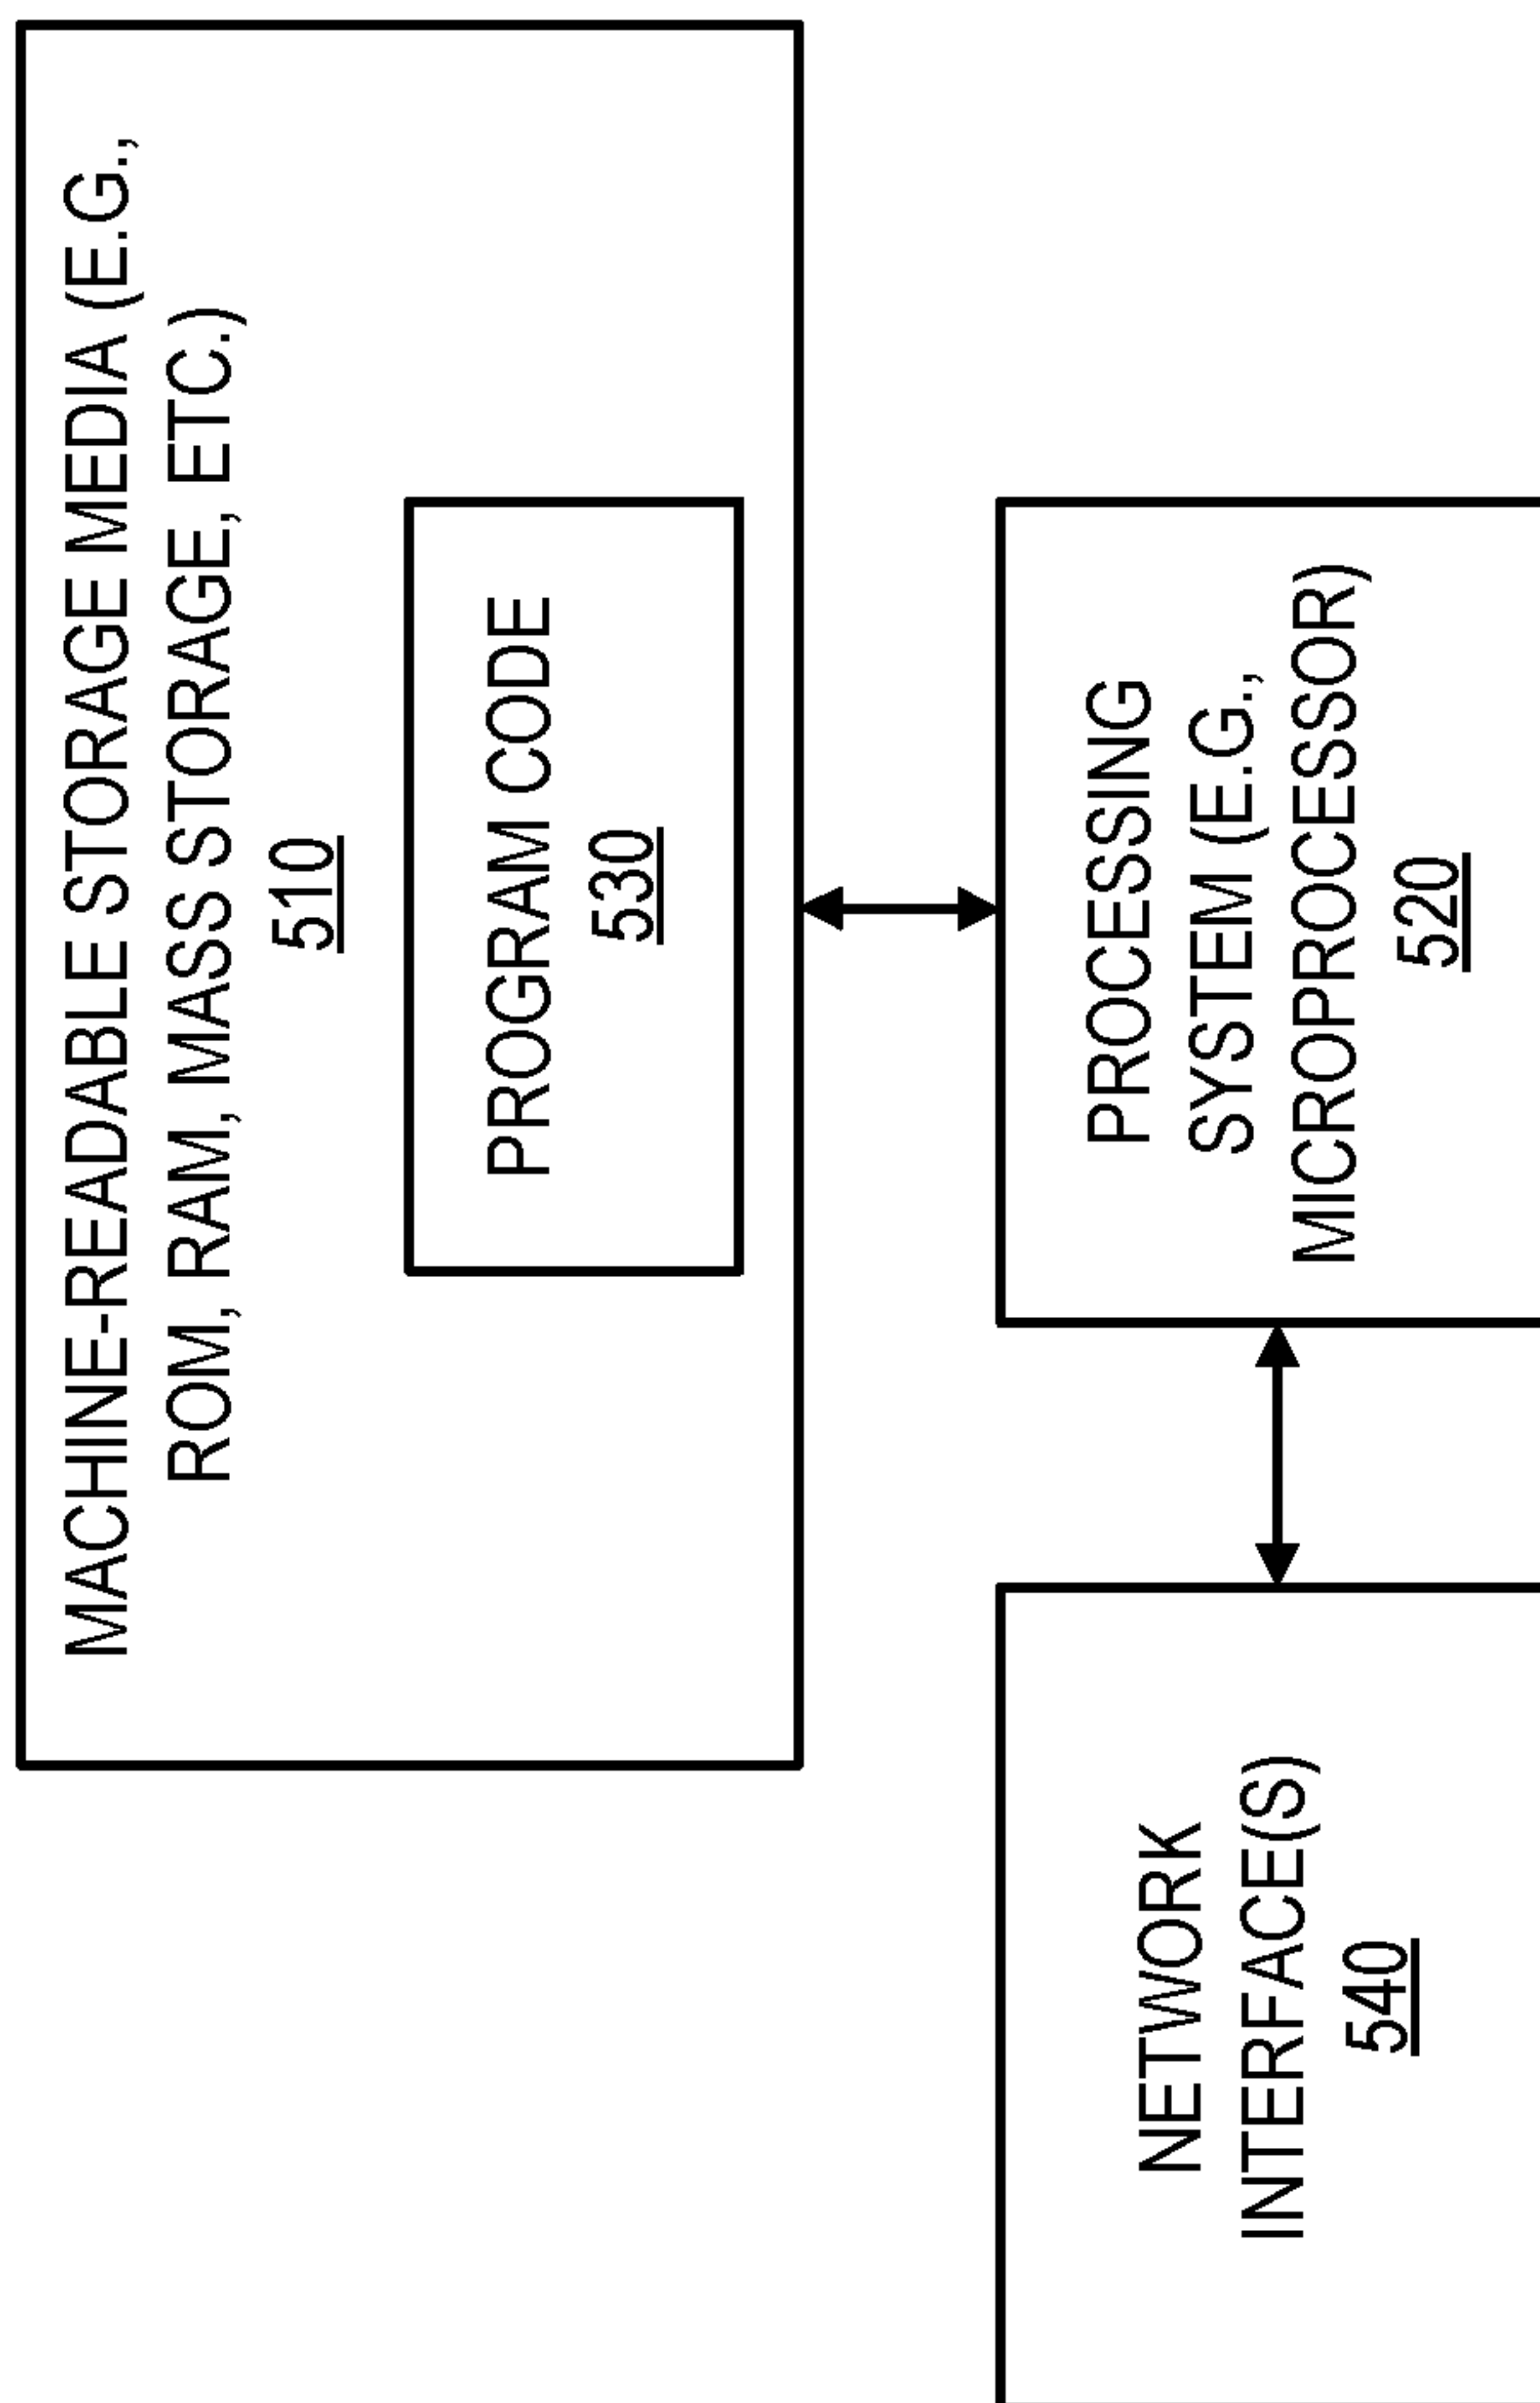 MACHINE-READABLE STORAGE MEDIA (E.G.,
ROM, RAM, MASS STORAGE, ETC.)
510
PROGRAM CODE
530
NETWORK
INTERFACE(S)
540
PROCESSING
SYSTEM (E.G.,
MICROPROCESSOR)
520